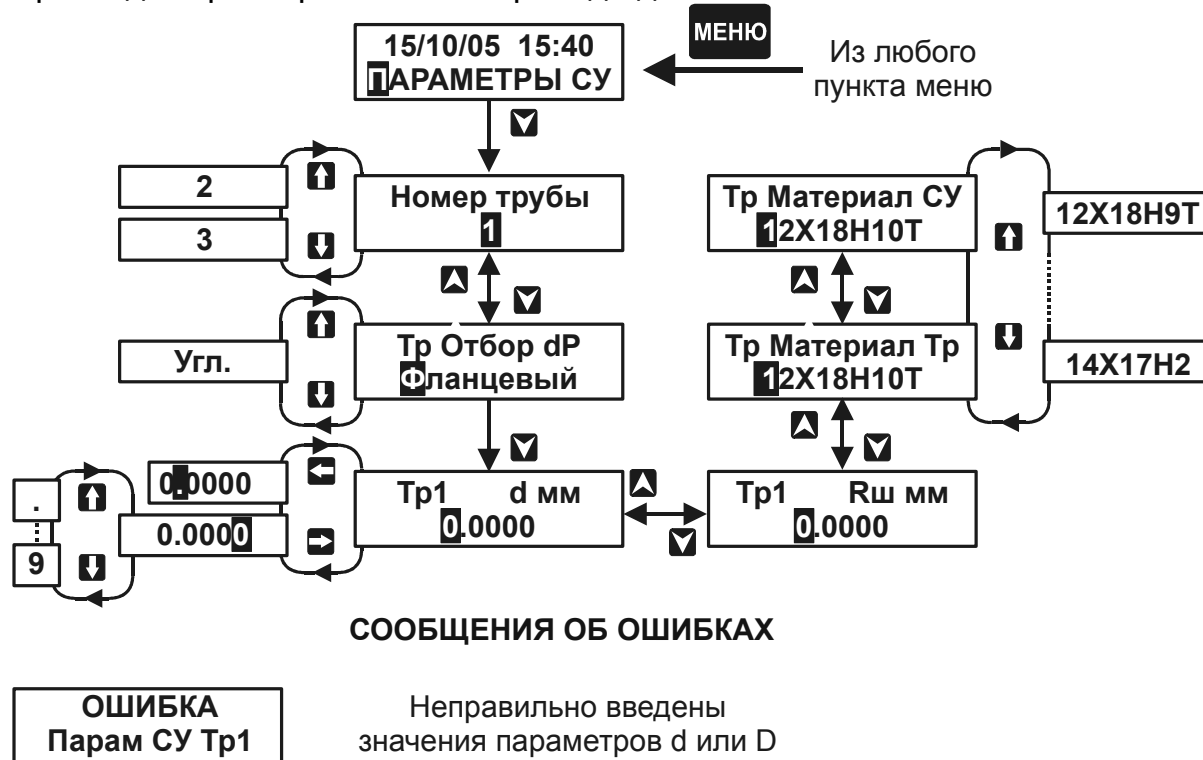 МЕНЮ
15/10/05 15:40
ПАРАМЕТРЫ СУ
Из любого
пункта меню
2
3
Номер трубы
1
Тр Материал СУ
12Х18Н10Т
12Х18Н9Т
Угл.
Тр Отбор dP
Фланцевый
Тр Материал Тр
12Х18Н10Т
14Х17Н2
.
9
0.0000
0.0000
Тр1 d мм
0.0000
Тр1 Rш мм
0.0000
СООБЩЕНИЯ ОБ ОШИБКАХ
ОШИБКА
Парам СУ Тр1
Неправильно введены
значения параметров d или D